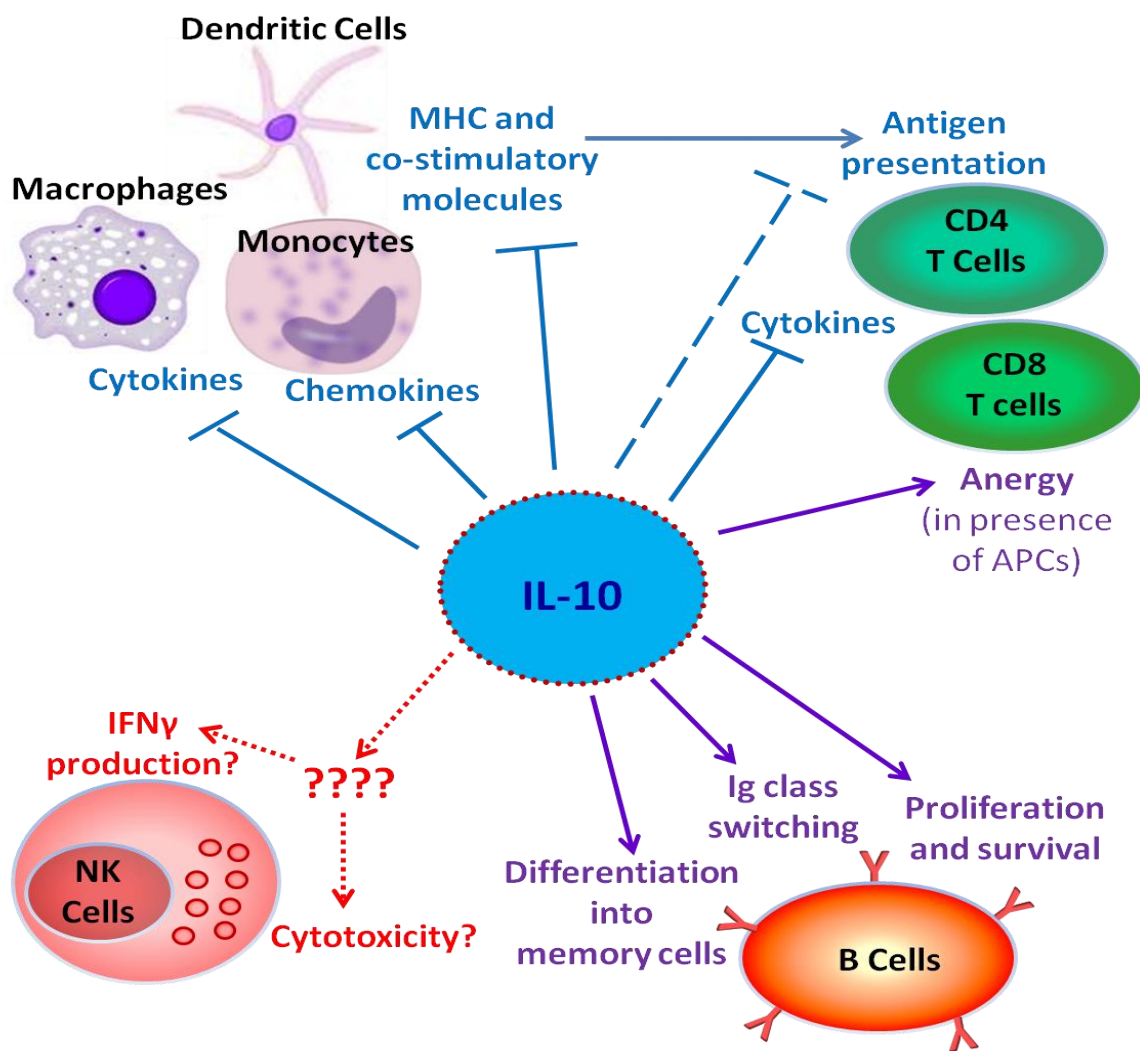 Dendritic Cells
MHC and
co-stimulatory
molecules
Antigen
presentation
Macrophages
Monocytes
CD4
T Cells
Cytokines
CD8
T cells
Cytokines
Chemokines
Anergy
(in presence
of APCs)
IL-10
IFNγ
production?
????
NK
Cells
Cytotoxicity?
Ig class
switching
Proliferation
and survival
Differentiation
into
memory cells
B Cells